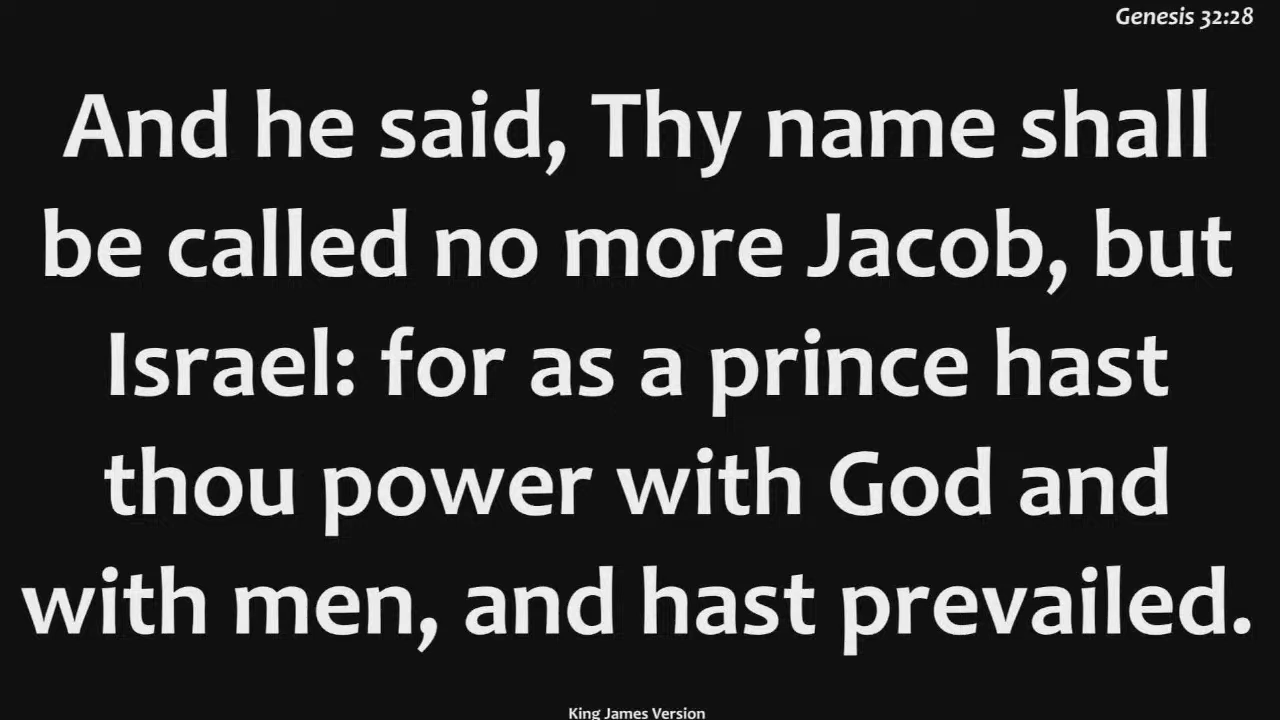 Genesis 32:28
And he said, Thy name shall
be called no more Jacob, but
Israel: for as a prince hast
thou power with God and
with men, and hast prevailed.
King James Version